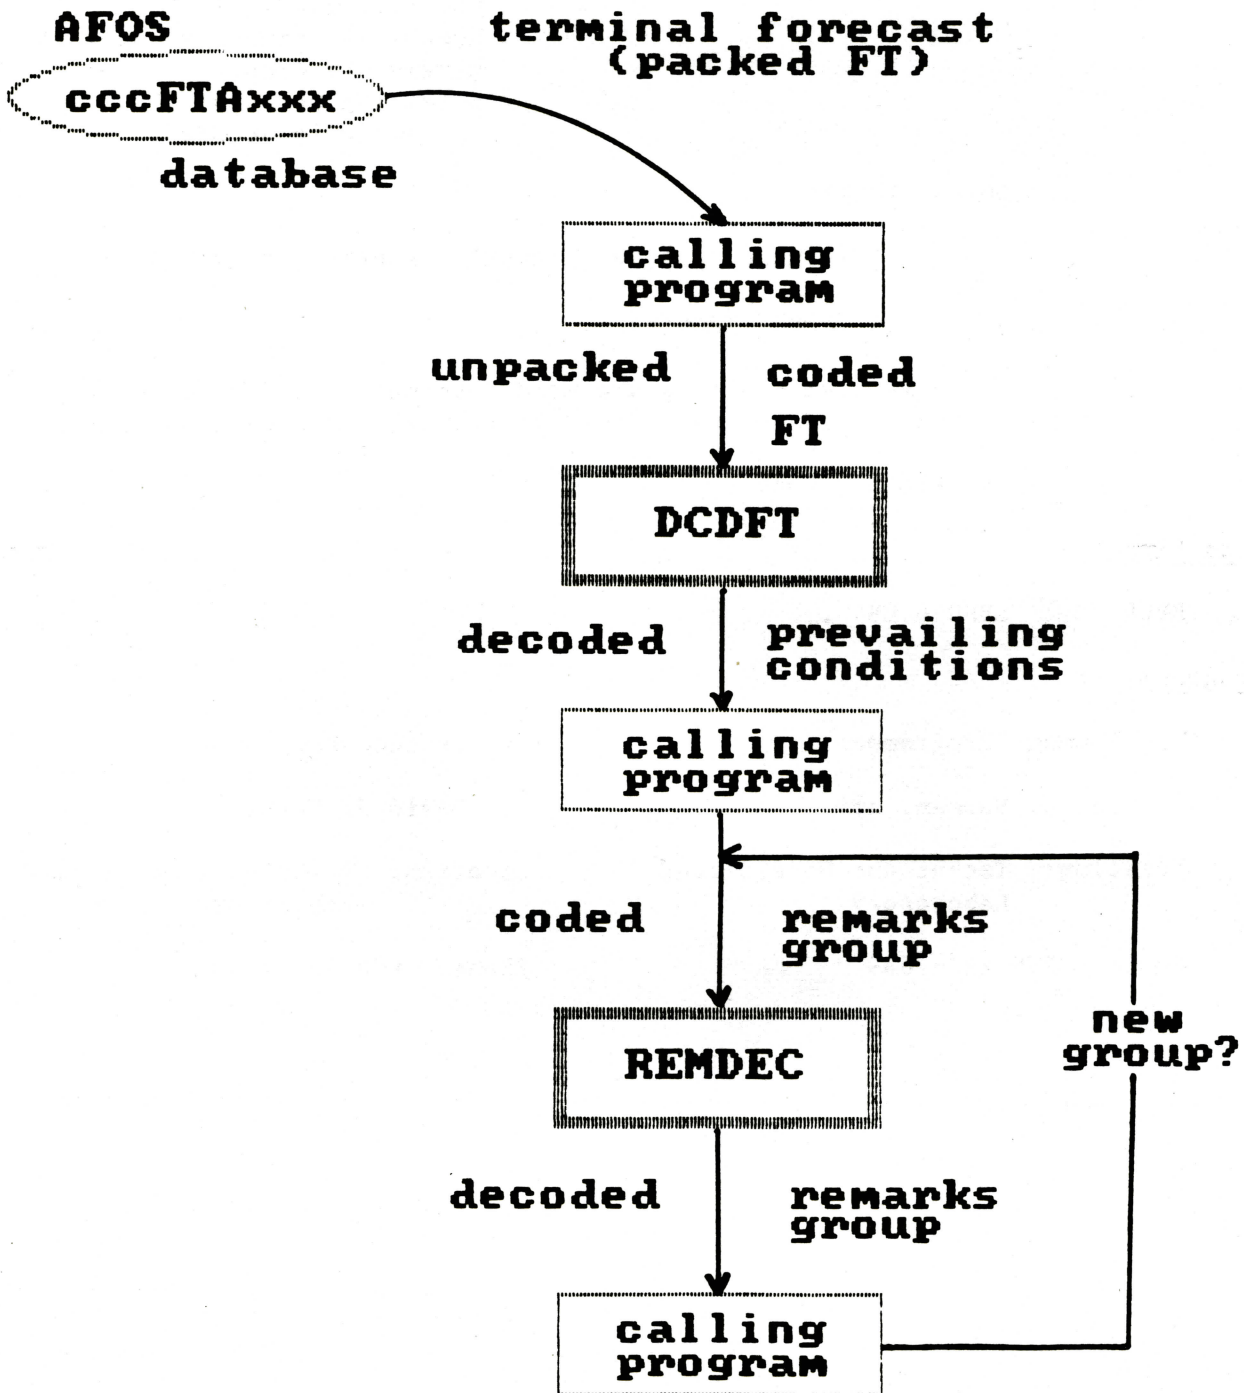 AFOS
terminal forecast
(packed FT)
cccFTAxxx
database
calling
program
unpacked
coded
FT
DCDFT
decoded
prevailing
conditions
calling
program
coded
remarks
group
REMDEC
new
group?
decoded
remarks
group
calling
program